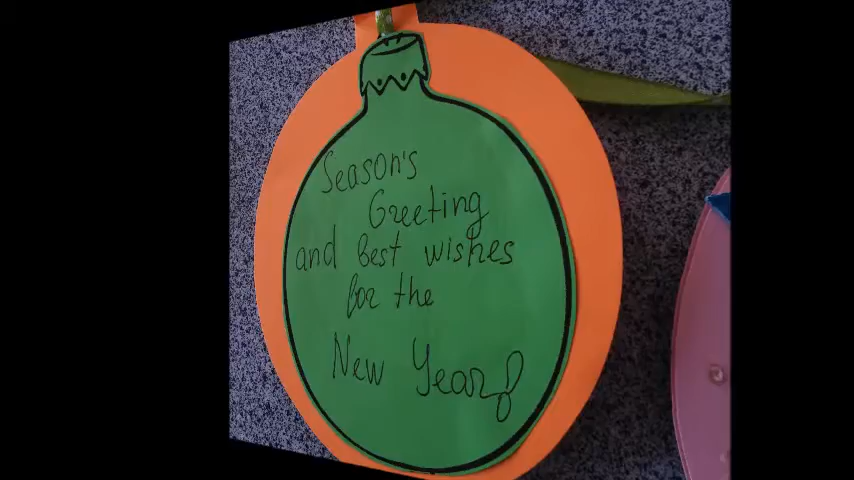 Season's
Greeting
and best wishes
for the
New Year!